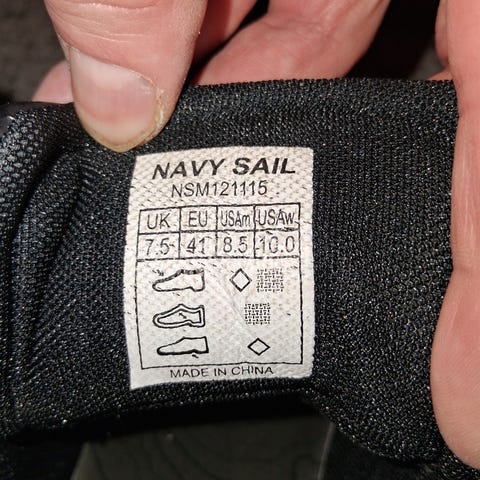 NAVY SAIL
NSM121115
UK EU USAm USAw
7.5 41 8.5 10.0
MADE IN CHINA